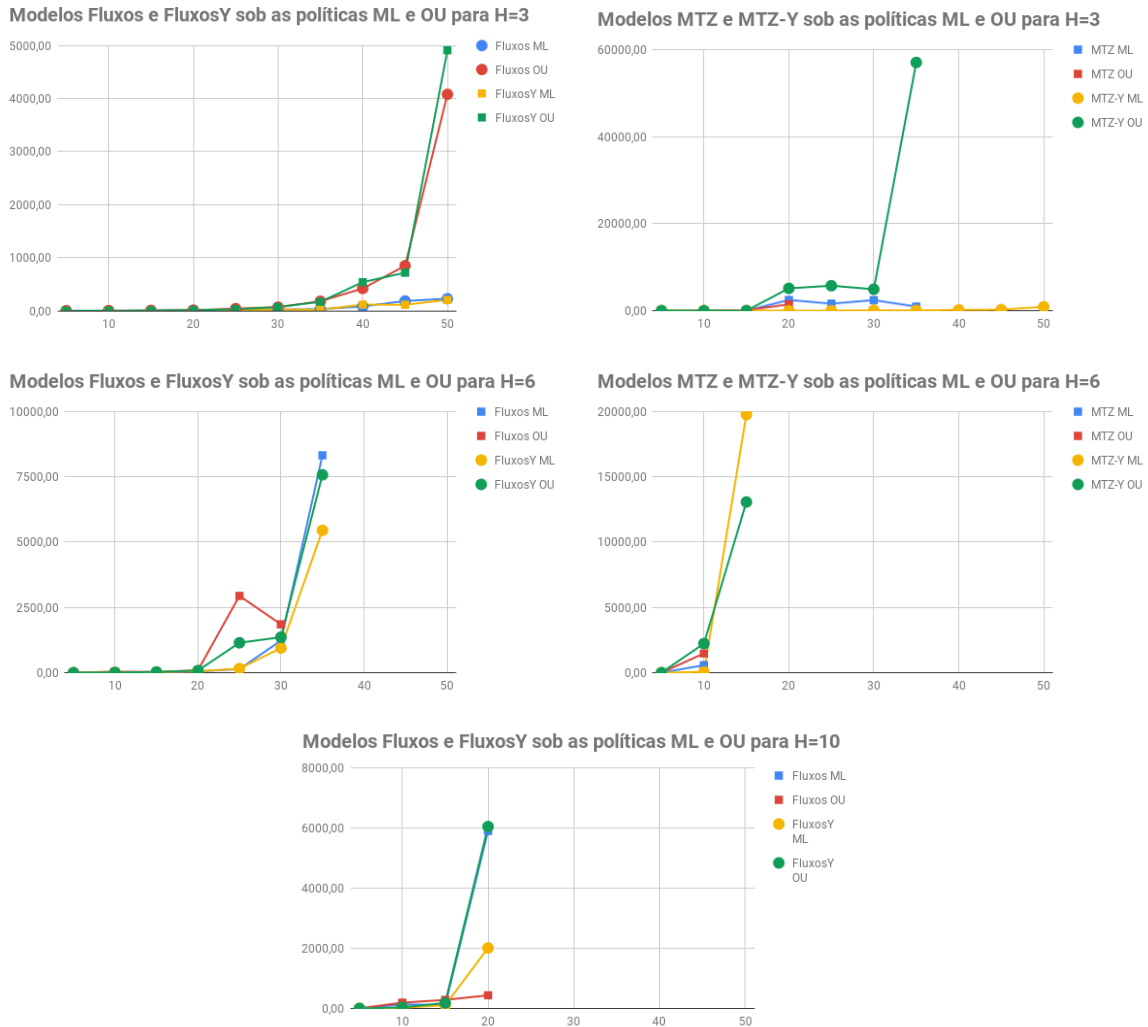 Modelos Fluxos e FluxosY sob as políticas ML e OU para H=3
5000,00
4000,00
3000,00
2000,00
1000,00
0,00
10
20
30
40
50
Fluxos ML
Fluxos OU
FluxosY ML
FluxosY OU
Modelos MTZ e MTZ-Y sob as políticas ML e OU para H=3
60000,00
40000,00
20000,00
0,00
10
20
30
40
50
MTZ ML
MTZ OU
MTZ-Y ML
MTZ-Y OU
Modelos Fluxos e FluxosY sob as políticas ML e OU para H=6
10000,00
7500,00
5000,00
2500,00
0,00
10
20
30
40
50
Fluxos ML
Fluxos OU
FluxosY ML
FluxosY OU
Modelos MTZ e MTZ-Y sob as políticas ML e OU para H=6
20000,00
15000,00
10000,00
5000,00
0,00
10
20
30
40
50
MTZ ML
MTZ OU
MTZ-Y ML
MTZ-Y OU
Modelos Fluxos e FluxosY sob as políticas ML e OU para H=10
8000,00
6000,00
4000,00
2000,00
0,00
10
20
30
40
50
Fluxos ML
Fluxos OU
FluxosY
ML
FluxosY
OU